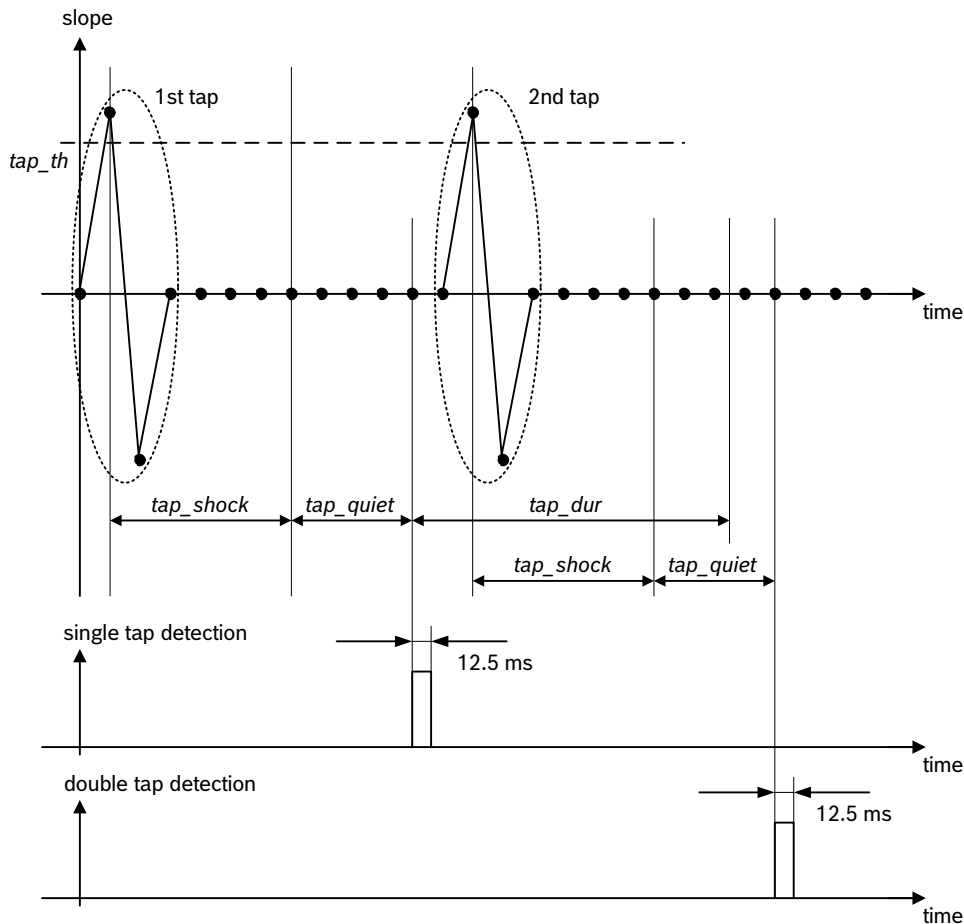 slope
1st tap
2nd tap
tap_th
time
tap_shock
tap_quiet
tap_dur
tap_shock
tap_quiet
single tap detection
12.5 ms
time
double tap detection
12.5 ms
time